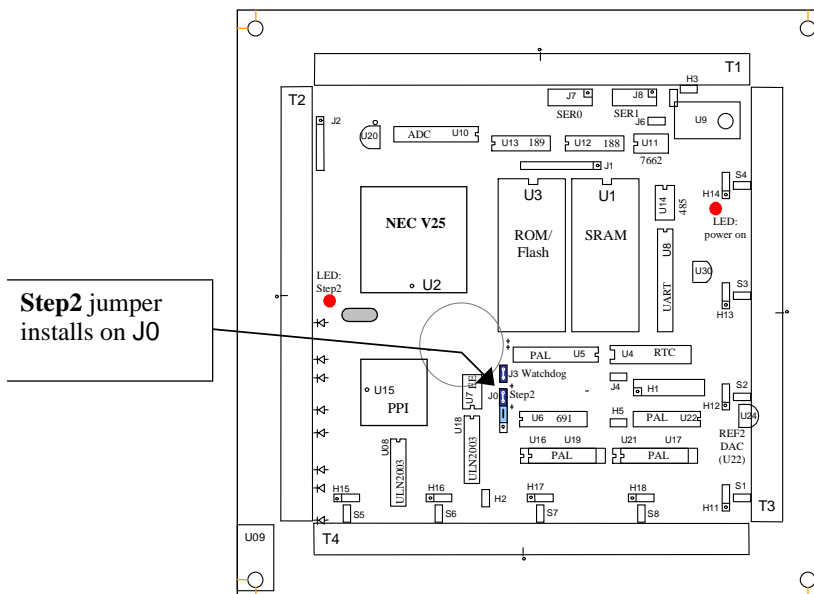 T1
T2
H3
J7
J8
SER0
SER1
J6
U9
J2
U20
ADC
U10
U13
189
U12
188
U11
7662
J1
S4
H14
U3
U1
U14
485
LED:
power on
NEC V25
ROM/
Flash
SRAM
U8
UART
U30
U2
LED:
Step2
S3
H13
Step2 jumper
installs on J0
PAL
U5
U4
RTC
J3 Watchdog
J4
H1
U15
PPI
EE
U7
J0
Step2
S2
H12
U24
U6
691
H5
PAL
U22
U18
ULN2003
U08
ULN2003
U16
U19
PAL
U21
U17
PAL
REF2
DAC
(U22)
H15
H16
H2
H17
H18
S1
H11
T3
S5
S6
S7
S8
U09
T4